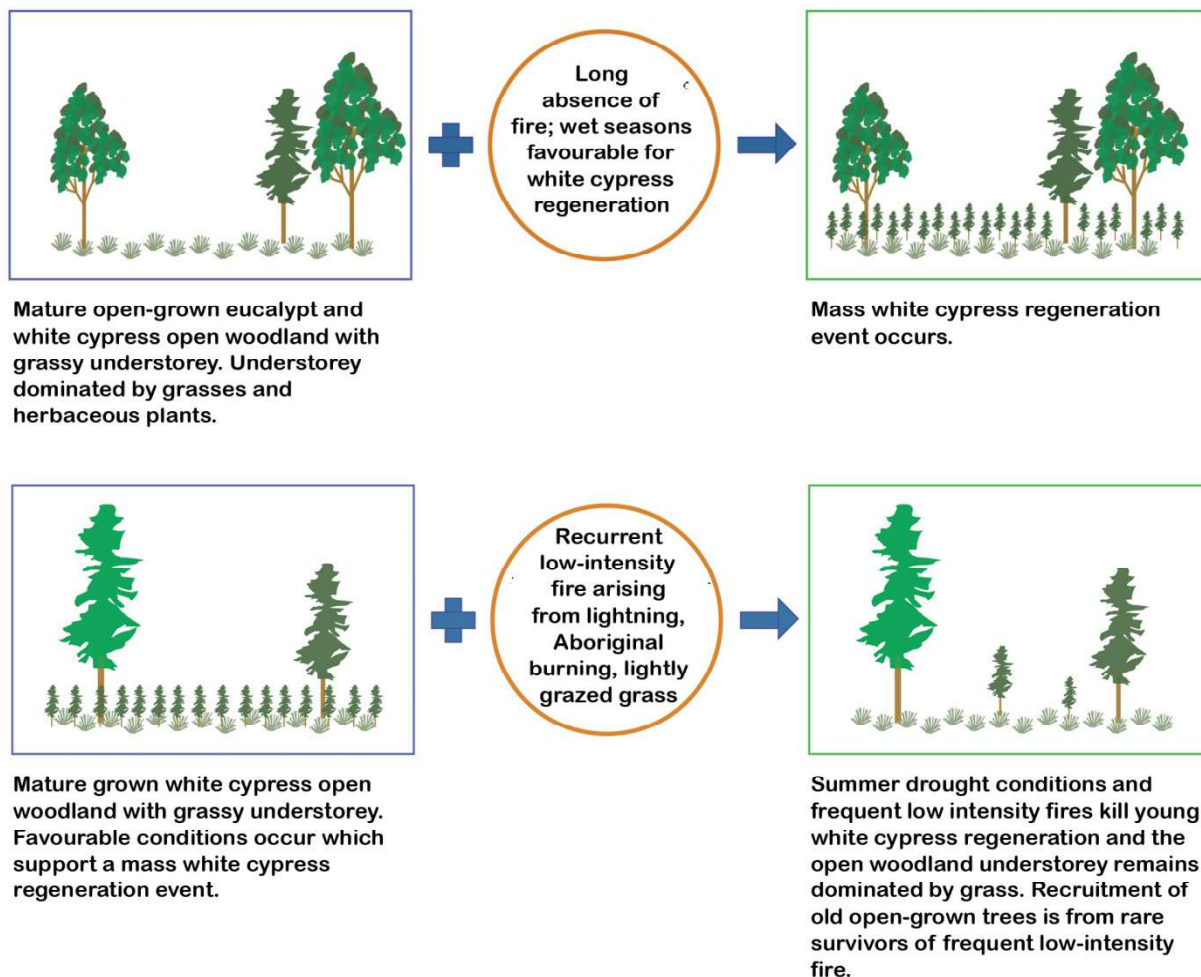 Long
absence of
fire; wet seasons
favourable for
white cypress
regeneration
Mature open-grown eucalypt and
white cypress open woodland with
grassy understorey. Understorey
dominated by grasses and
herbaceous plants.
Mass white cypress regeneration
event occurs.
Recurrent
low-intensity
fire arising
from lightning,
Aboriginal
burning, lightly
grazed grass
Mature grown white cypress open
woodland with grassy understorey.
Favourable conditions occur which
support a mass white cypress
regeneration event.
Summer drought conditions and
frequent low intensity fires kill young
white cypress regeneration and the
open woodland understorey remains
dominated by grass. Recruitment of
old open-grown trees is from rare
survivors of frequent low-intensity
fire.